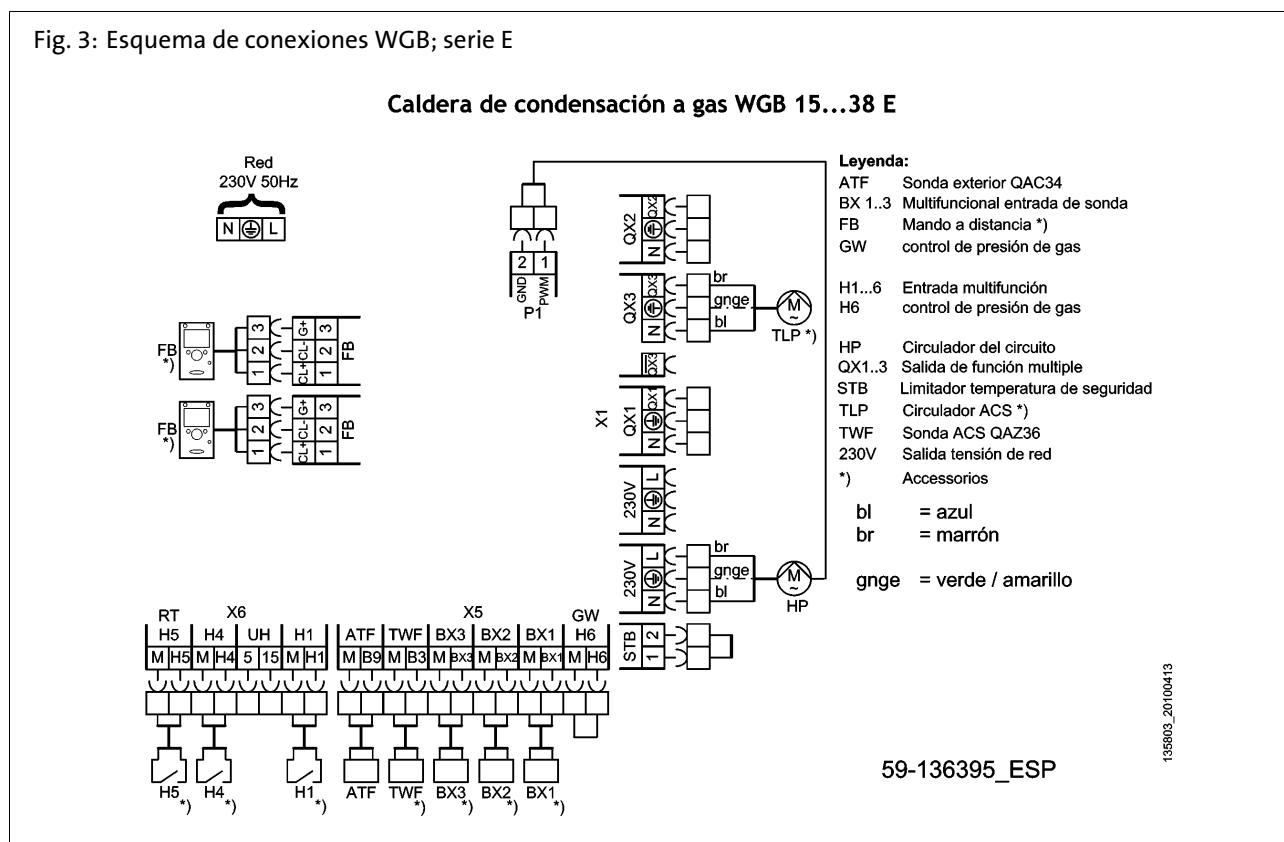 Fig. 3: Esquema de conexiones WGB; serie E
Caldera de condensación a gas WGB 15...38 E
Red
230V 50Hz
N L
2 1
GND PWM
P1
FB
*)
3 G+ 3
2 CL- 2
1 CL+ 1
FB
FB
*)
3 G+ 3
2 CL- 2
1 CL+ 1
FB
X1
QX2
QX2
N
QX3
QX3
N
br
gnge
bl
M
~
TLP *)
QX3
QX1
QX1
N
230V
L
N
230V
L
N
br
gnge
bl
M
~
HP
STB
2
1
Leyenda:
ATF Sonda exterior QAC34
BX 1..3 Multifuncional entrada de sonda
FB Mando a distancia *)
GW control de presión de gas
H1...6 Entrada multifunción
H6 control de presión de gas
HP Circulador del circuito
QX1..3 Salida de función multiple
STB Limitador temperatura de seguridad
TLP Circulador ACS *)
TWF Sonda ACS QAZ36
230V Salida tensión de red
*) Accessorios
bl = azul
br = marrón
gnge = verde / amarillo
RT X6 X5 GW
H5 H4 UH H1 ATF TWF BX3 BX2 BX1 H6
M H5 M H4 5 15 M H1 M B9 M B3 M BX3 M BX2 M BX1 M H6
H5 *) H4 *) H1 *) ATF TWF *) BX3 *) BX2 *) BX1 *)
59-136395_ESP
135803_20100413